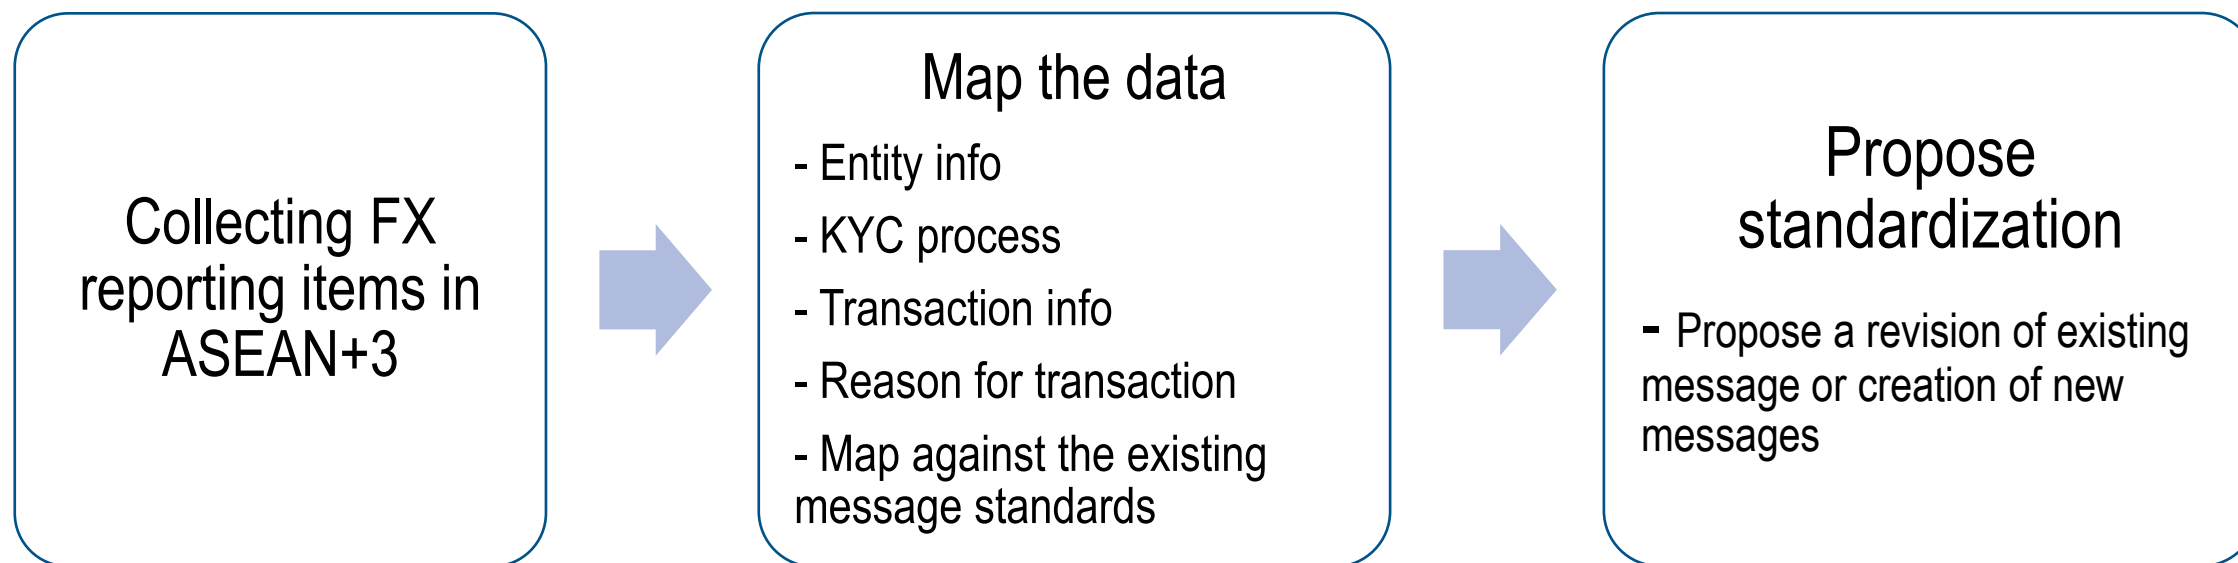 Collecting FX
reporting items in
ASEAN+3
Map the data
- Entity info
- KYC process
- Transaction info
- Reason for transaction
- Map against the existing
message standards
Propose
standardization
- Propose a revision of existing
message or creation of new
messages